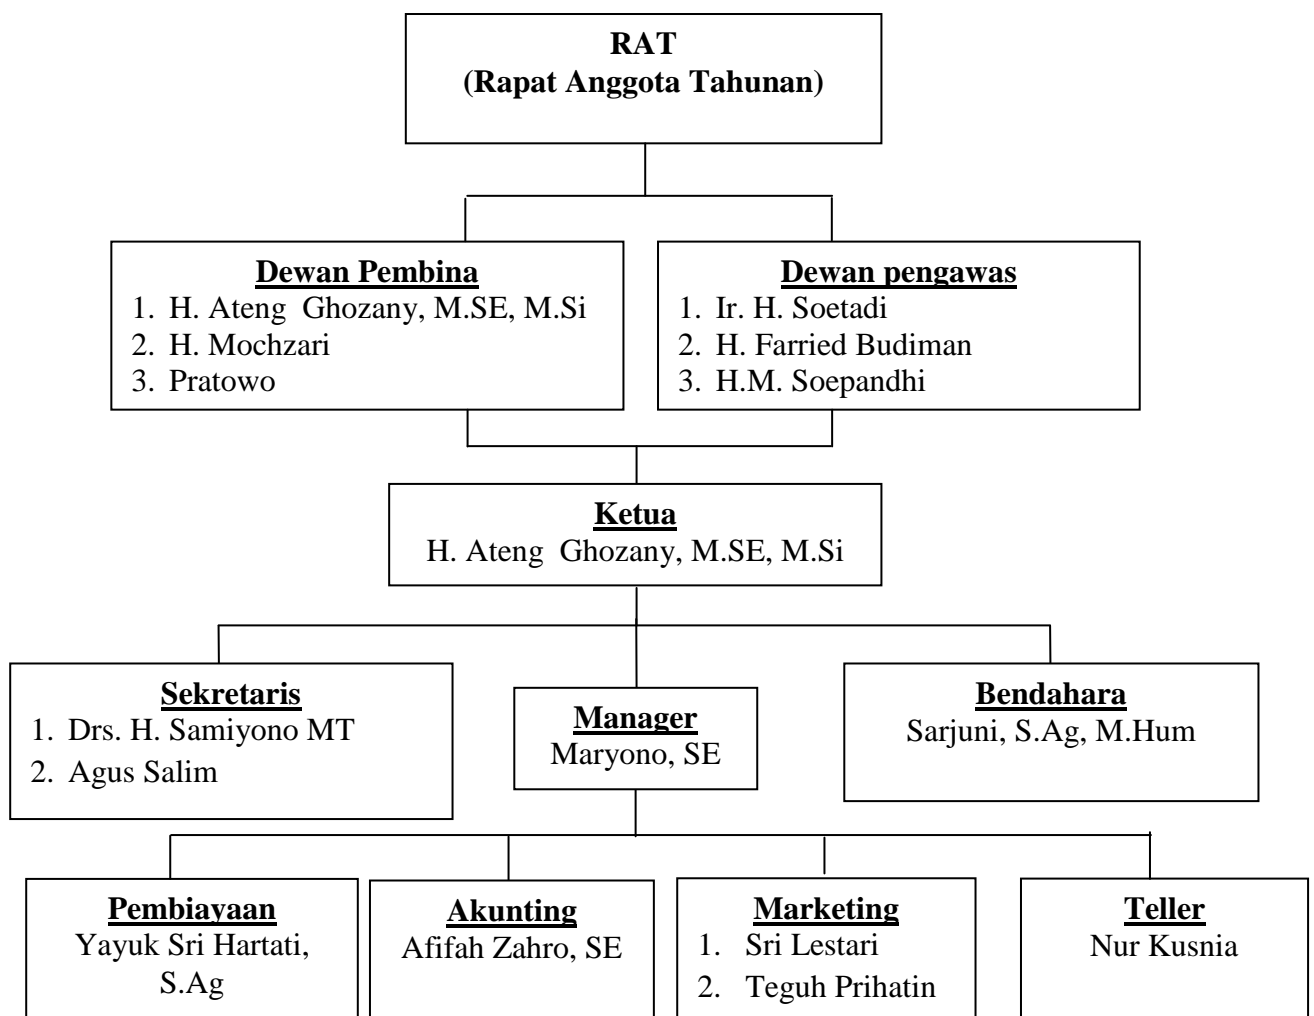 RAT
(Rapat Anggota Tahunan)
Dewan Pembina
1. H. Ateng Ghozany, M.SE, M.Si
2. H. Mochzari
3. Pratowo
Dewan pengawas
1. Ir. H. Soetadi
2. H. Farried Budiman
3. H.M. Soepandhi
Ketua
H. Ateng Ghozany, M.SE, M.Si
Sekretaris
1. Drs. H. Samiyono MT
2. Agus Salim
Manager
Maryono, SE
Bendahara
Sarjuni, S.Ag, M.Hum
Pembiayaan
Yayuk Sri Hartati,
S.Ag
Akunting
Afifah Zahro, SE
Marketing
1. Sri Lestari
2. Teguh Prihatin
Teller
Nur Kusnia